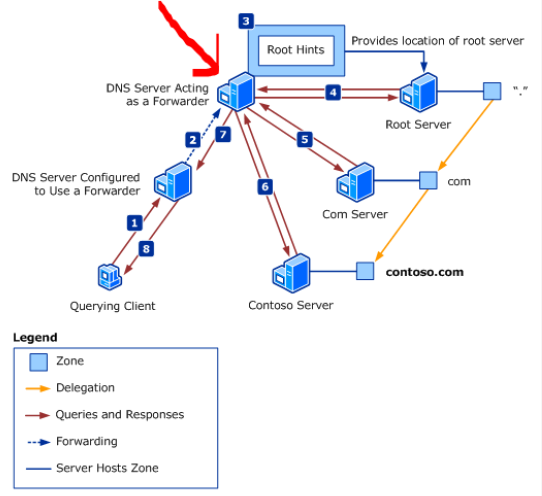 3
Root Hints
Provides location of root server
DNS Server Acting
as a Forwarder
4
Root Server
“.”
2
7
5
DNS Server Configured
to Use a Forwarder
6
Com Server
com
1
8
Querying Client
Contoso Server
contoso.com
Legend
Zone
Delegation
Queries and Responses
Forwarding
Server Hosts Zone